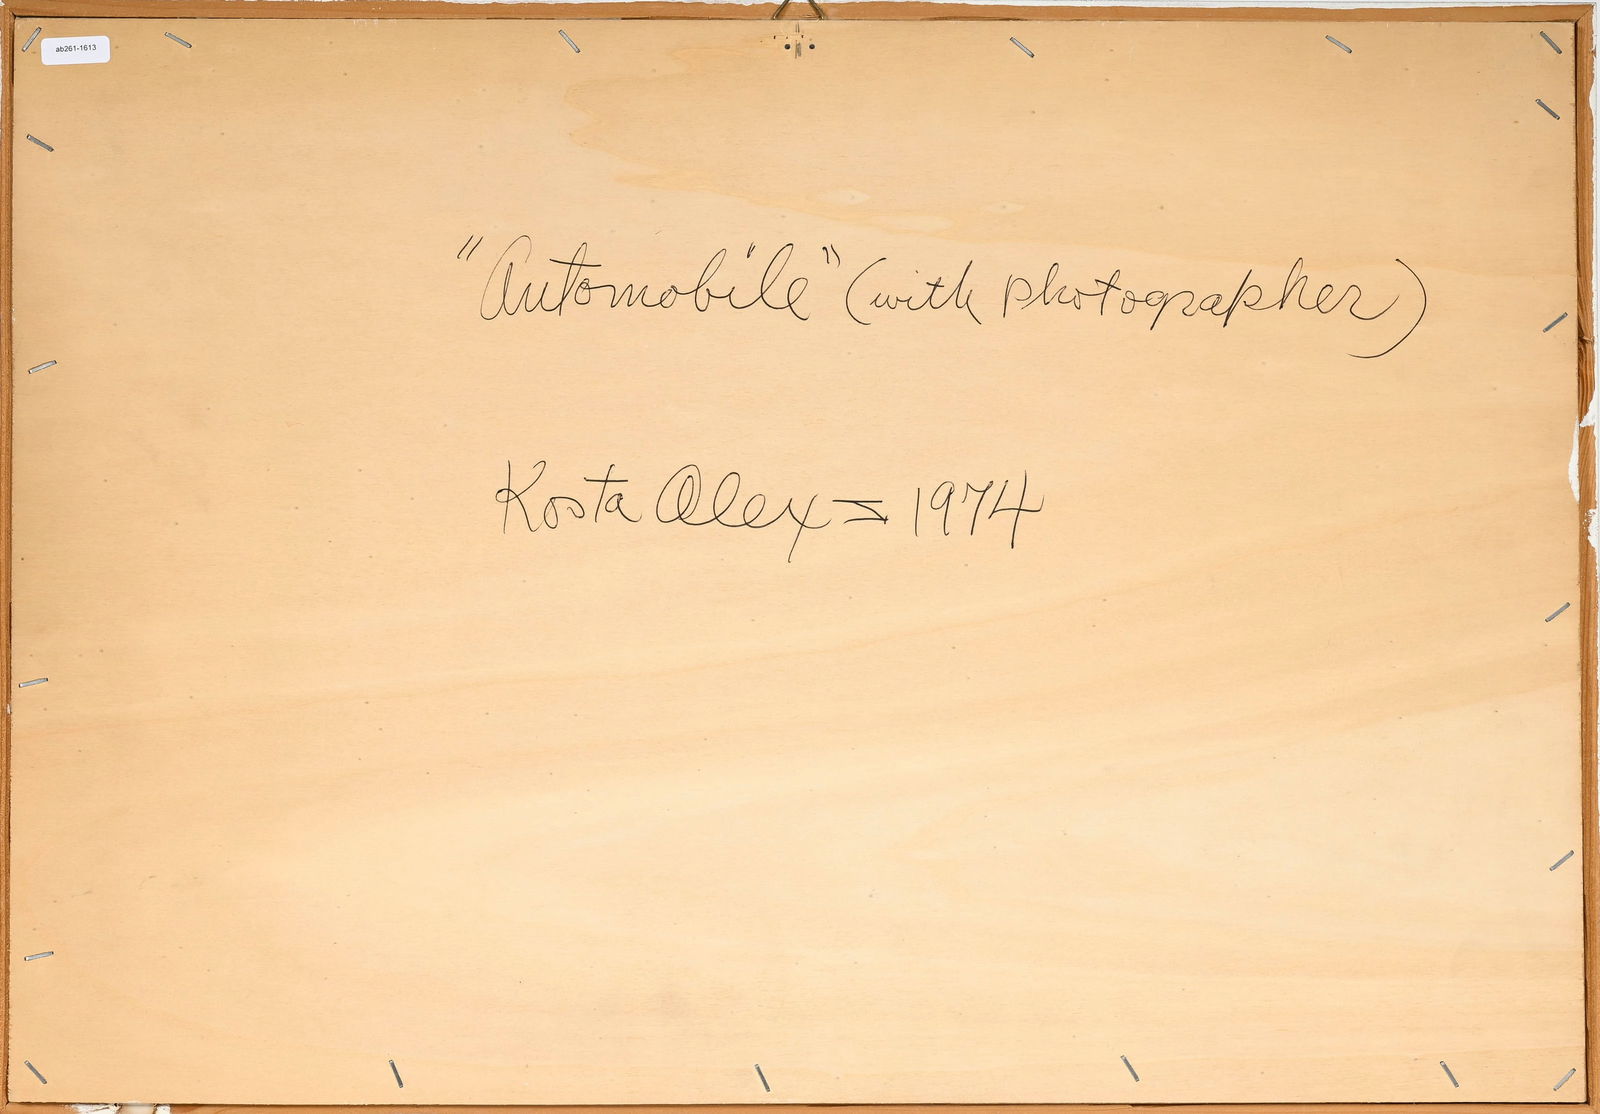 ab261-1613
"Automobile" (with photographer)
Kosta Alex = 1974